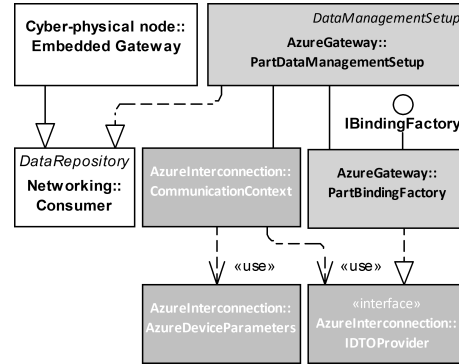 DataManagementSetup
Cyber-physical node::
Embedded Gateway
AzureGateway::
PartDataManagementSetup
IBindingFactory
DataRepository
Networking::
Consumer
AzureInterconnection::
CommunicationContext
AzureGateway::
PartBindingFactory
«use»
«use»
AzureInterconnection::
AzureDeviceParameters
«interface»
AzureInterconnection::
IDTOProvider